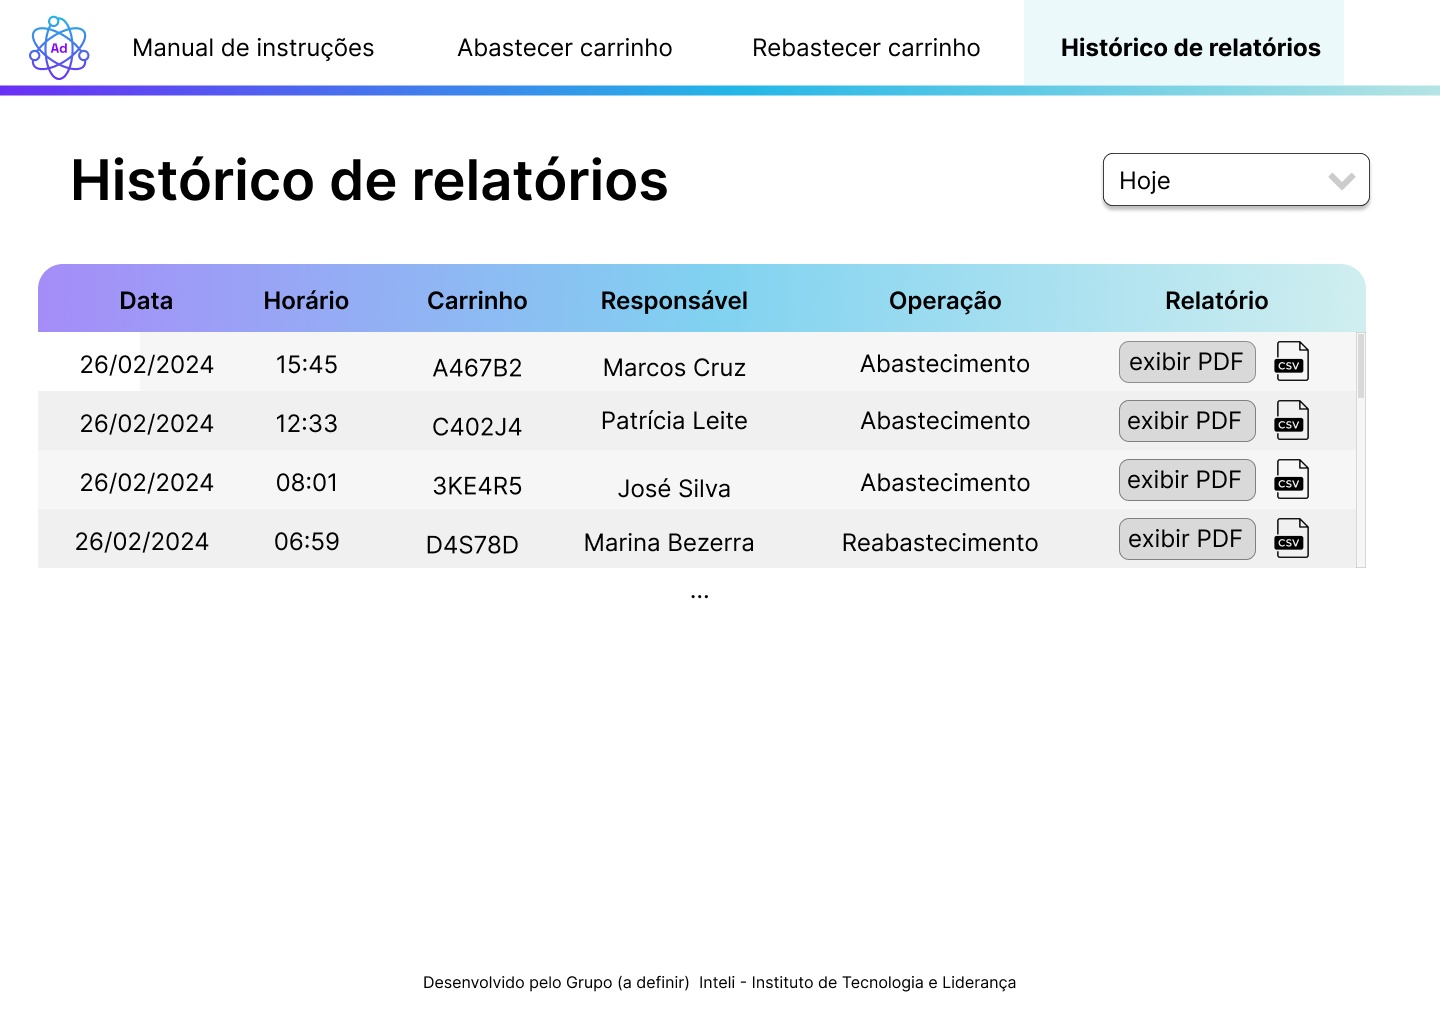 Ad Manual de instruções Abastecer carrinho Rebastecer carrinho Histórico de relatórios
Histórico de relatórios Hoje
Data Horário Carrinho Responsável Operação Relatório
26/02/2024 15:45 A467B2 Marcos Cruz Abastecimento exibir PDF CSV
26/02/2024 12:33 C402J4 Patrícia Leite Abastecimento exibir PDF CSV
26/02/2024 08:01 3KE4R5 José Silva Abastecimento exibir PDF CSV
26/02/2024 06:59 D4S78D Marina Bezerra Reabastecimento exibir PDF CSV
...
Desenvolvido pelo Grupo (a definir) Inteli - Instituto de Tecnologia e Liderança